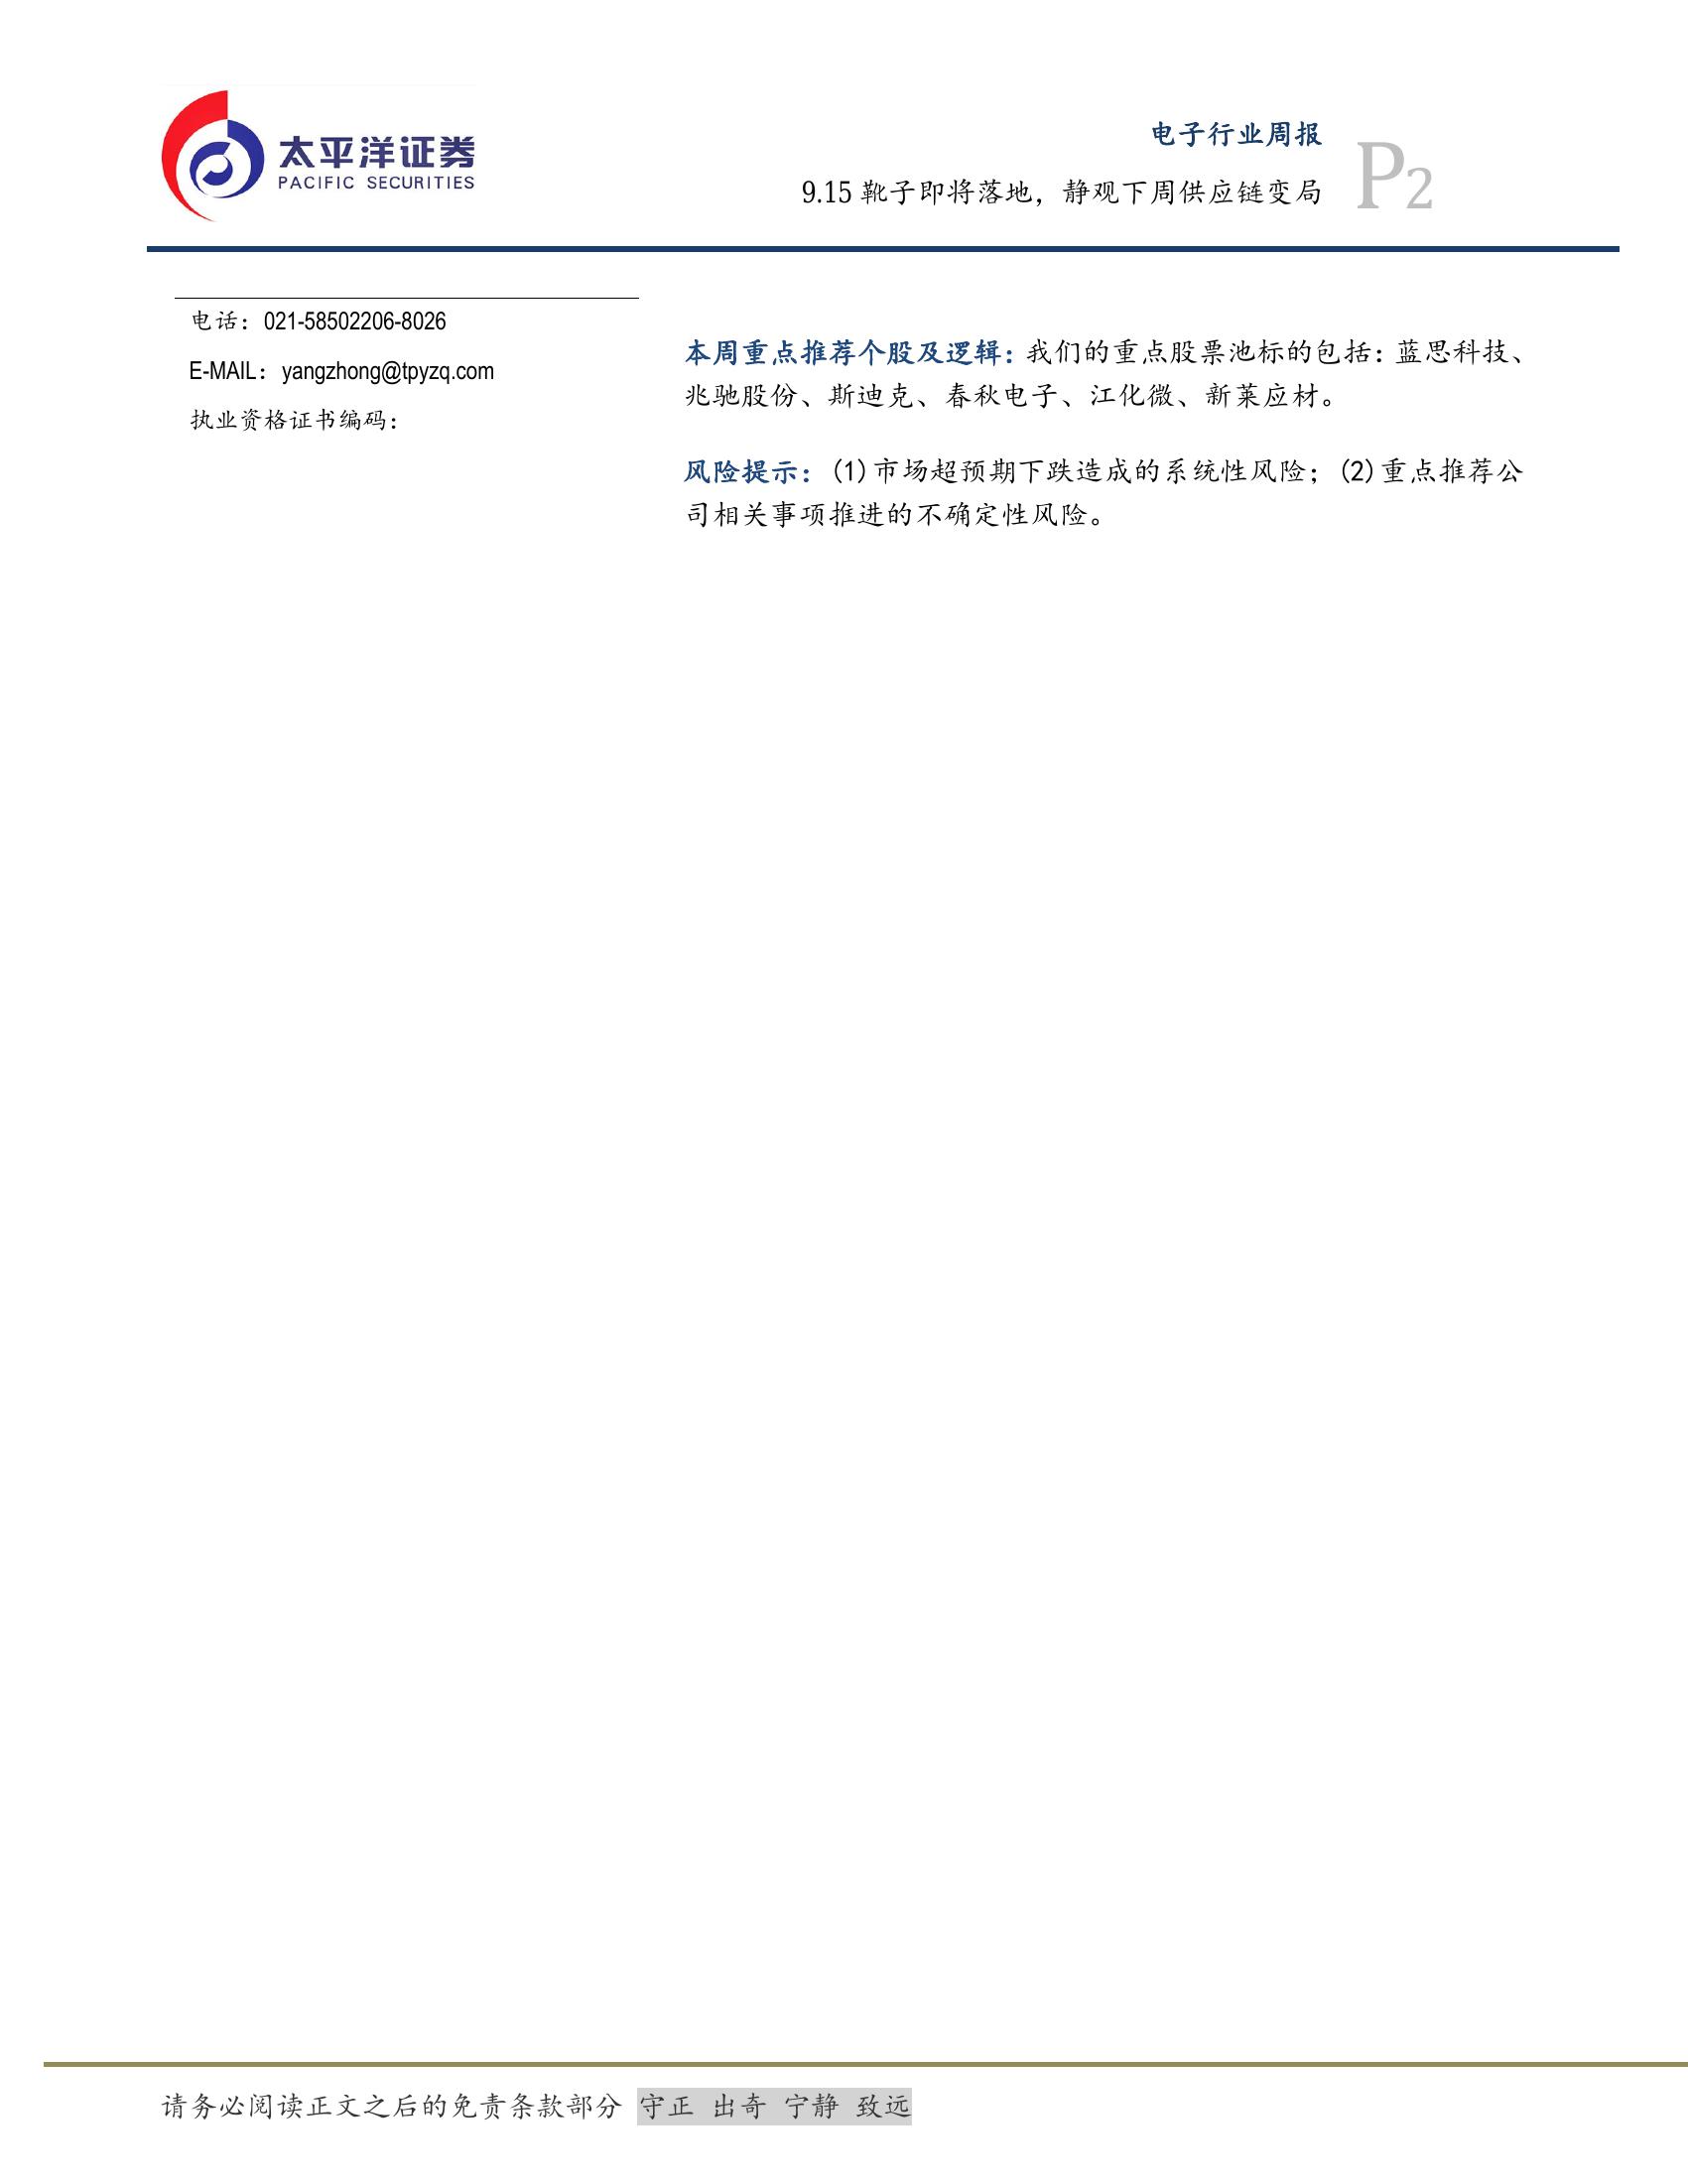 太平洋证券
PACIFIC SECURITIES
电子行业周报
9.15 靴子即将落地，静观下周供应链变局
P2
电话：021-58502206-8026
E-MAIL：yangzhong@tpyzq.com
执业资格证书编码：
本周重点推荐个股及逻辑：我们的重点股票池标的包括：蓝思科技、
兆驰股份、斯迪克、春秋电子、江化微、新莱应材。
风险提示：(1)市场超预期下跌造成的系统性风险；(2)重点推荐公
司相关事项推进的不确定性风险。
请务必阅读正文之后的免责条款部分 守正 出奇 宁静 致远